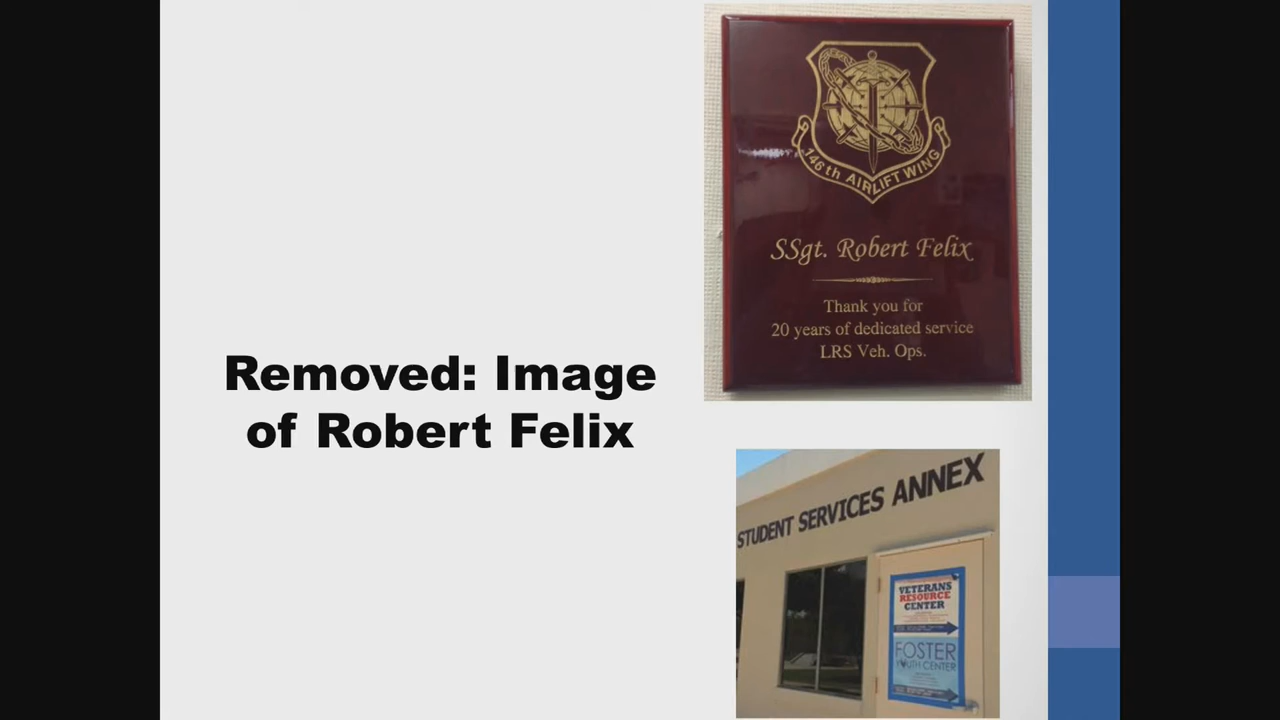 Removed: Image
of Robert Felix
146th AIRLIFT WING
SSgt. Robert Felix
Thank you for
20 years of dedicated service
LRS Veh. Ops.
STUDENT SERVICES ANNEX
VETERANS
RESOURCE
CENTER
FOSTER
YOUTH CENTER